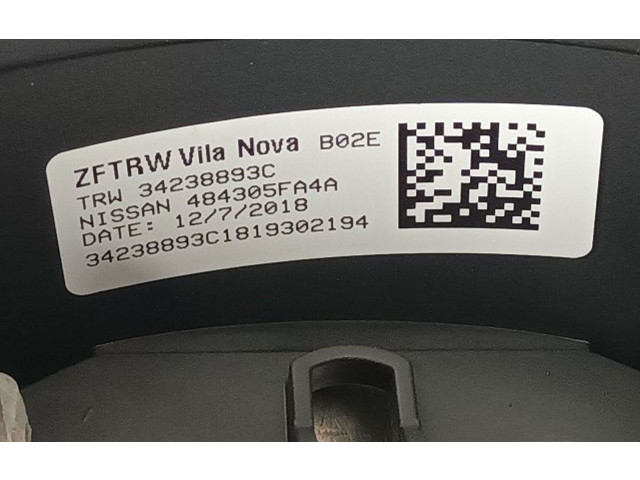 ZFTRW Vila Nova B02E
TRW 34238893C
NISSAN 484305FA4A
DATE: 12/7/2018
34238893C1819302194